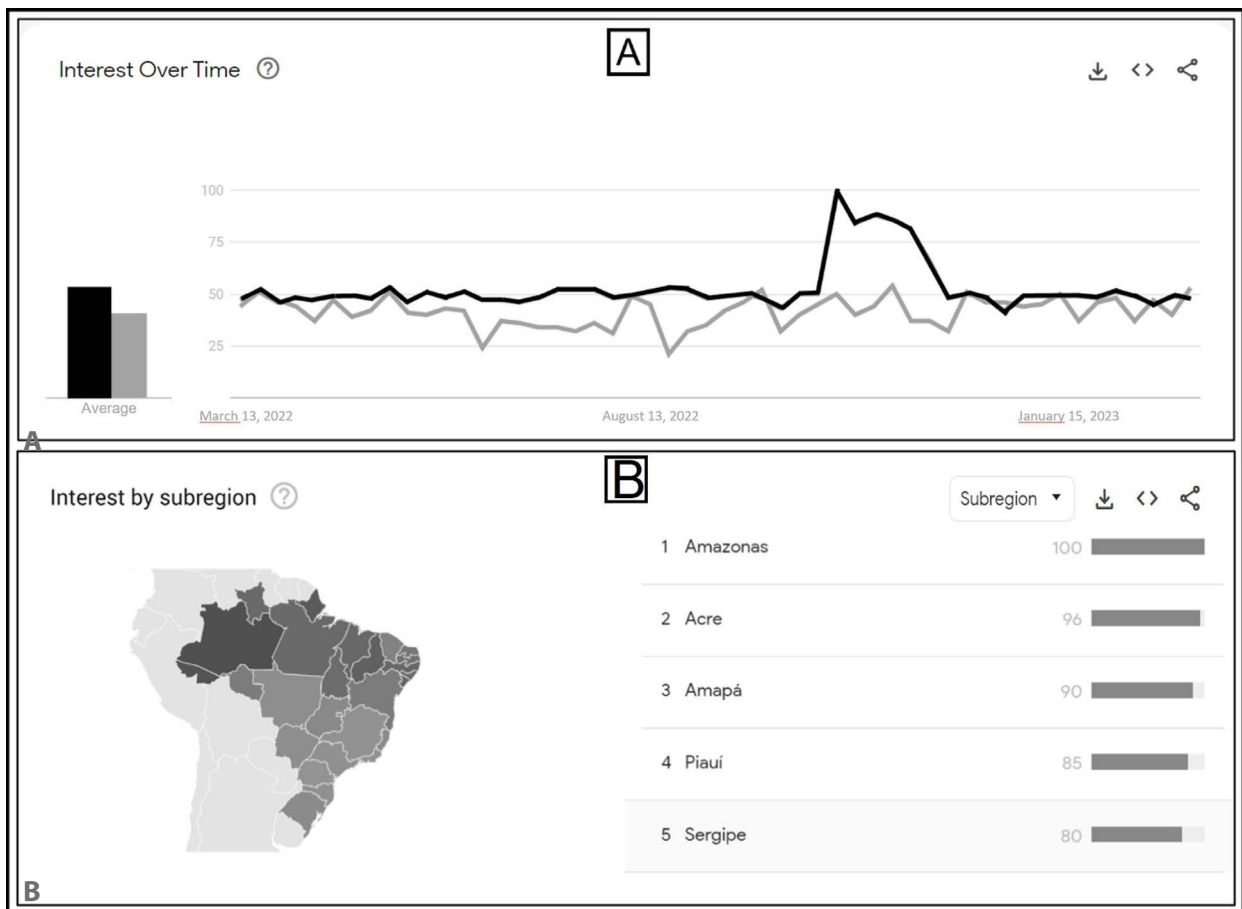 A
Interest Over Time ?
100
75
50
25
Average
March 13, 2022 August 13, 2022 January 15, 2023
A
B
Interest by subregion ?
Subregion
1 Amazonas 100
2 Acre 96
3 Amapá 90
4 Piauí 85
5 Sergipe 80
B